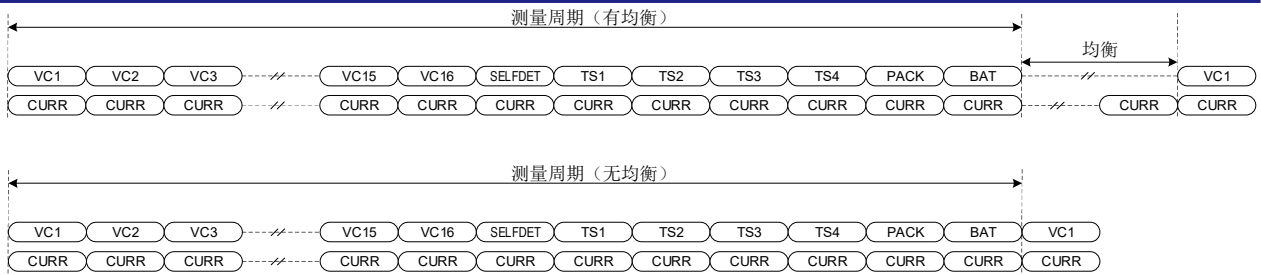 测量周期（有均衡）
均衡
VC1 VC2 VC3 VC15 VC16 SELFDET TS1 TS2 TS3 TS4 PACK BAT VC1
CURR CURR CURR CURR CURR CURR CURR CURR CURR CURR CURR CURR CURR CURR
测量周期（无均衡）
VC1 VC2 VC3 VC15 VC16 SELFDET TS1 TS2 TS3 TS4 PACK BAT VC1
CURR CURR CURR CURR CURR CURR CURR CURR CURR CURR CURR CURR CURR